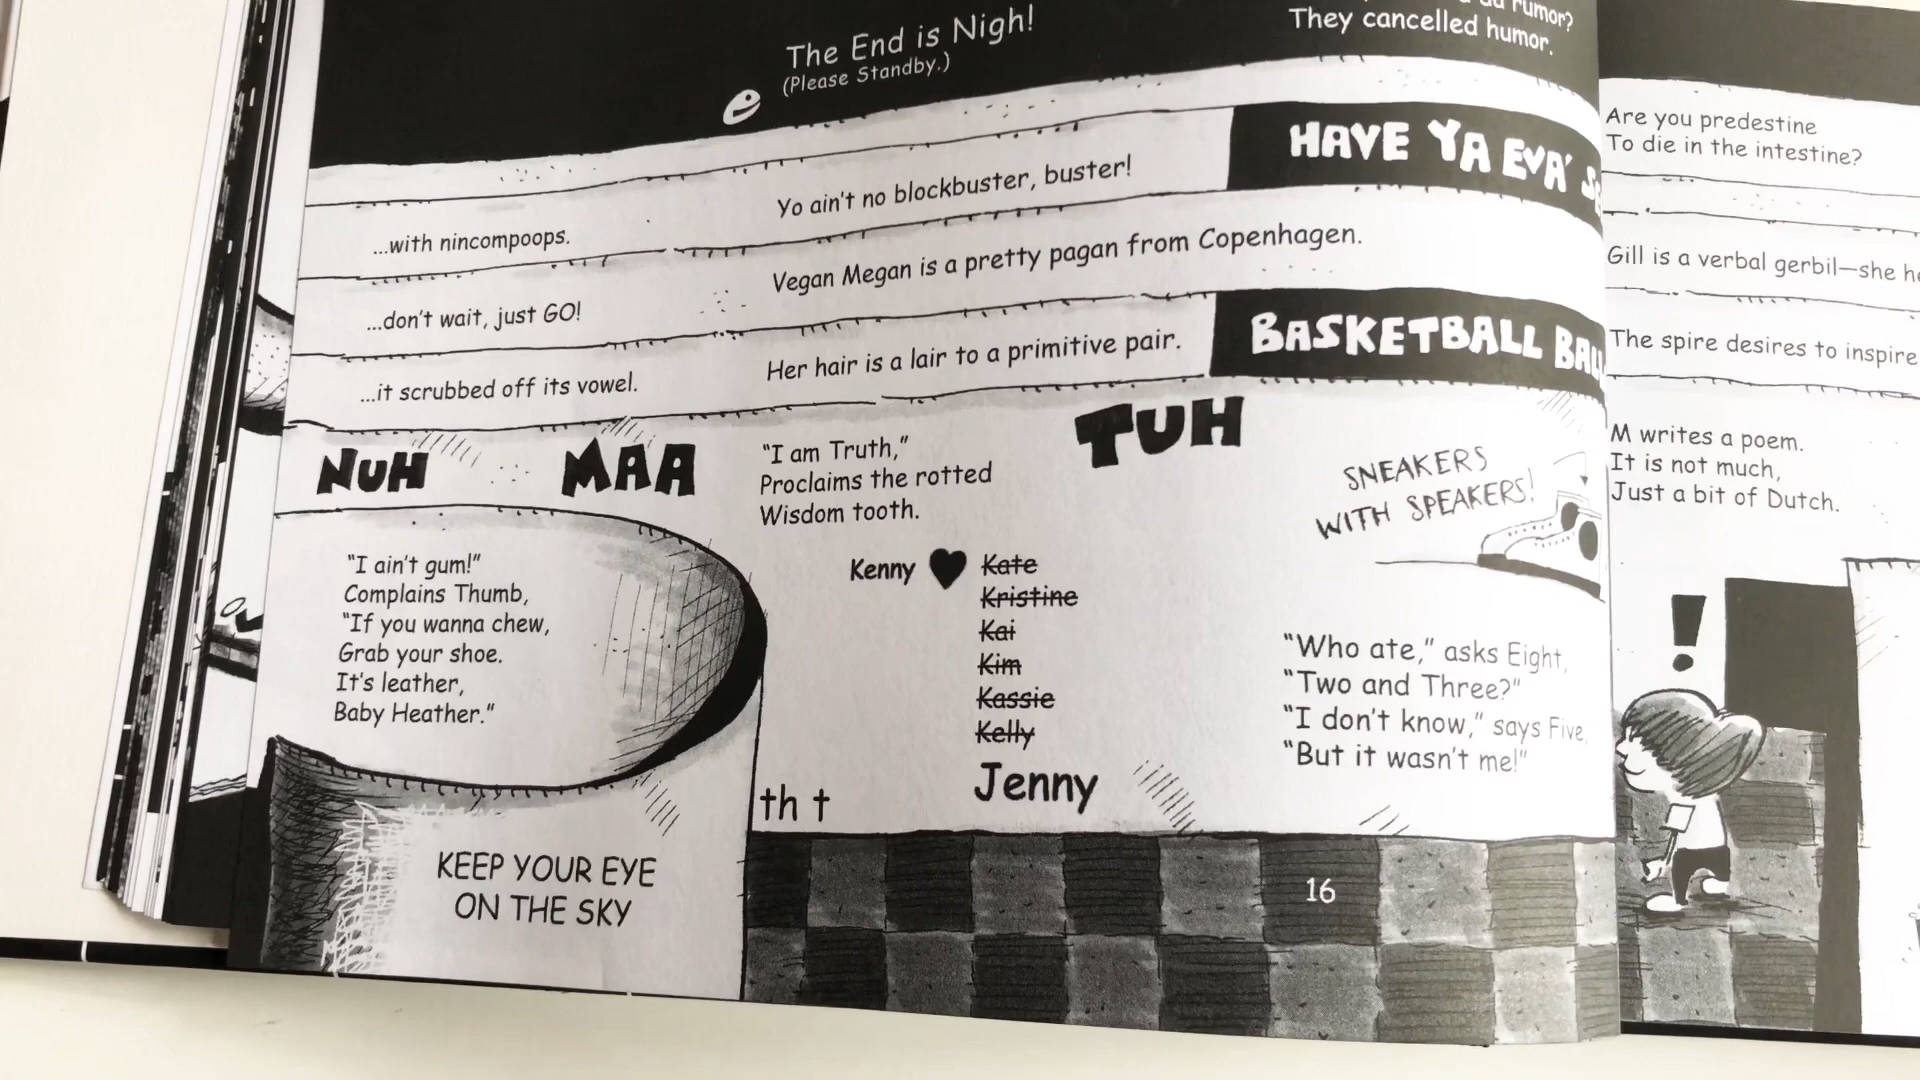 The End is Nigh!
(Please Standby.)
rumor?
They cancelled humor.
e
...with nincompoops.
...don't wait, just GO!
...it scrubbed off its vowel.
Yo ain't no blockbuster, buster!
Vegan Megan is a pretty pagan from Copenhagen.
Her hair is a lair to a primitive pair.
HAVE YA EVA'
BASKETBALL
NUH MAA TUH
"I ain't gum!"
Complains Thumb,
"If you wanna chew,
Grab your shoe.
It's leather,
Baby Heather."
KEEP YOUR EYE
ON THE SKY
"I am Truth,"
Proclaims the rotted
Wisdom tooth.
Kenny ♥ Kate
Kristine
Kai
Kim
Kassie
Kelly
Jenny
th t
SNEAKERS
WITH SPEAKERS!
"Who ate," asks Eight,
"Two and Three?"
"I don't know," says Five,
"But it wasn't me!"
16
Are you predestine
To die in the intestine?
Gill is a verbal gerbil—she
The spire desires to inspire
M writes a poem.
It is not much,
Just a bit of Dutch.
!